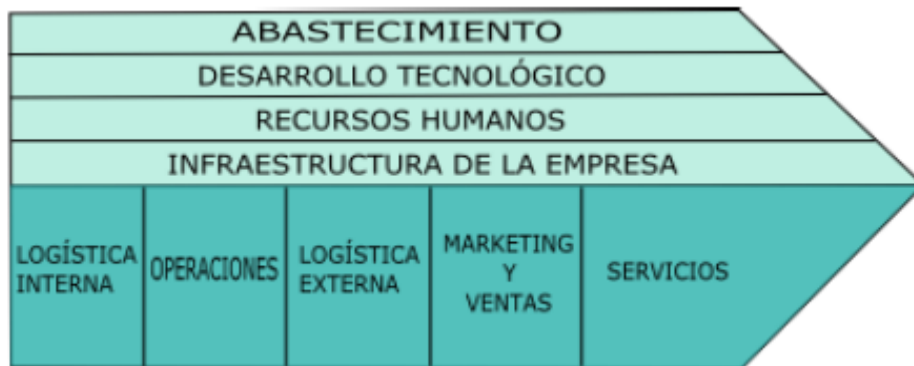 ABASTECIMIENTO
DESARROLLO TECNOLÓGICO
RECURSOS HUMANOS
INFRAESTRUCTURA DE LA EMPRESA
LOGÍSTICA
INTERNA
OPERACIONES
LOGÍSTICA
EXTERNA
MARKETING
Y
VENTAS
SERVICIOS